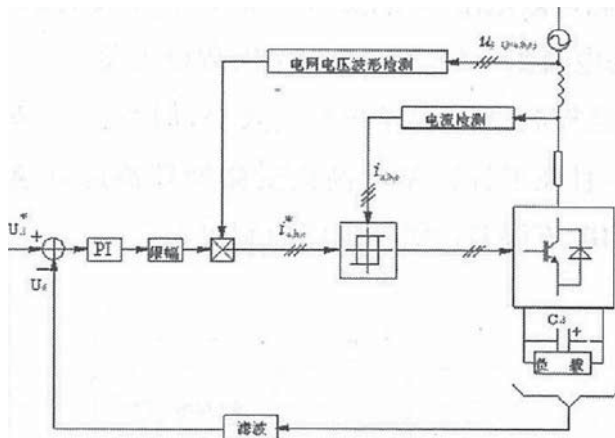 电网电压波形检测
电流检测
i a,b,c
U d * +
PI
限幅
i* a,b,c
− U d
C d +
负 载
滤波